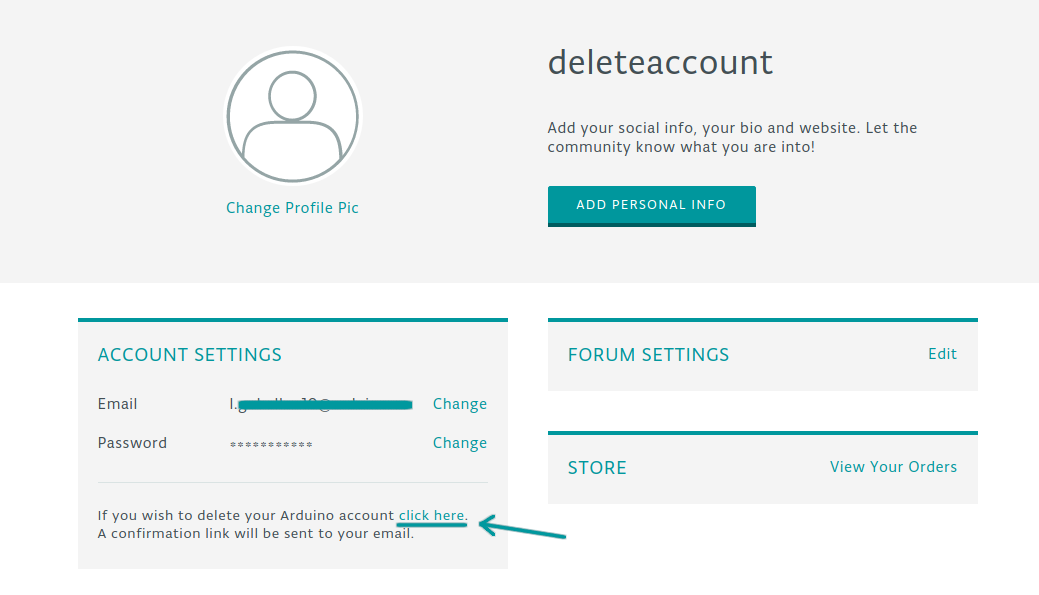 deleteaccount
Add your social info, your bio and website. Let the
community know what you are into!
ADD PERSONAL INFO
Change Profile Pic
ACCOUNT SETTINGS
Email Change
Password *********** Change
If you wish to delete your Arduino account click here.
A confirmation link will be sent to your email.
FORUM SETTINGS Edit
STORE View Your Orders